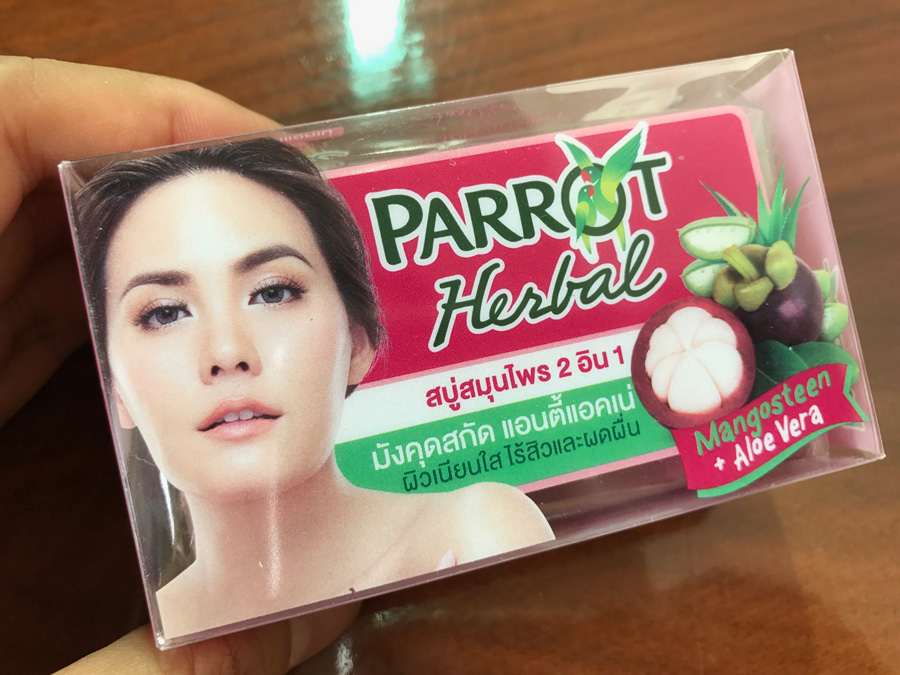 PARROT
Herbal
สบู่สมุนไพร 2 อิน 1
มังคุดสกัด แอนตี้แอคเน่
ผิวเนียนใส ไร้สิวและผดผื่น
Mangosteen
+ Aloe Vera